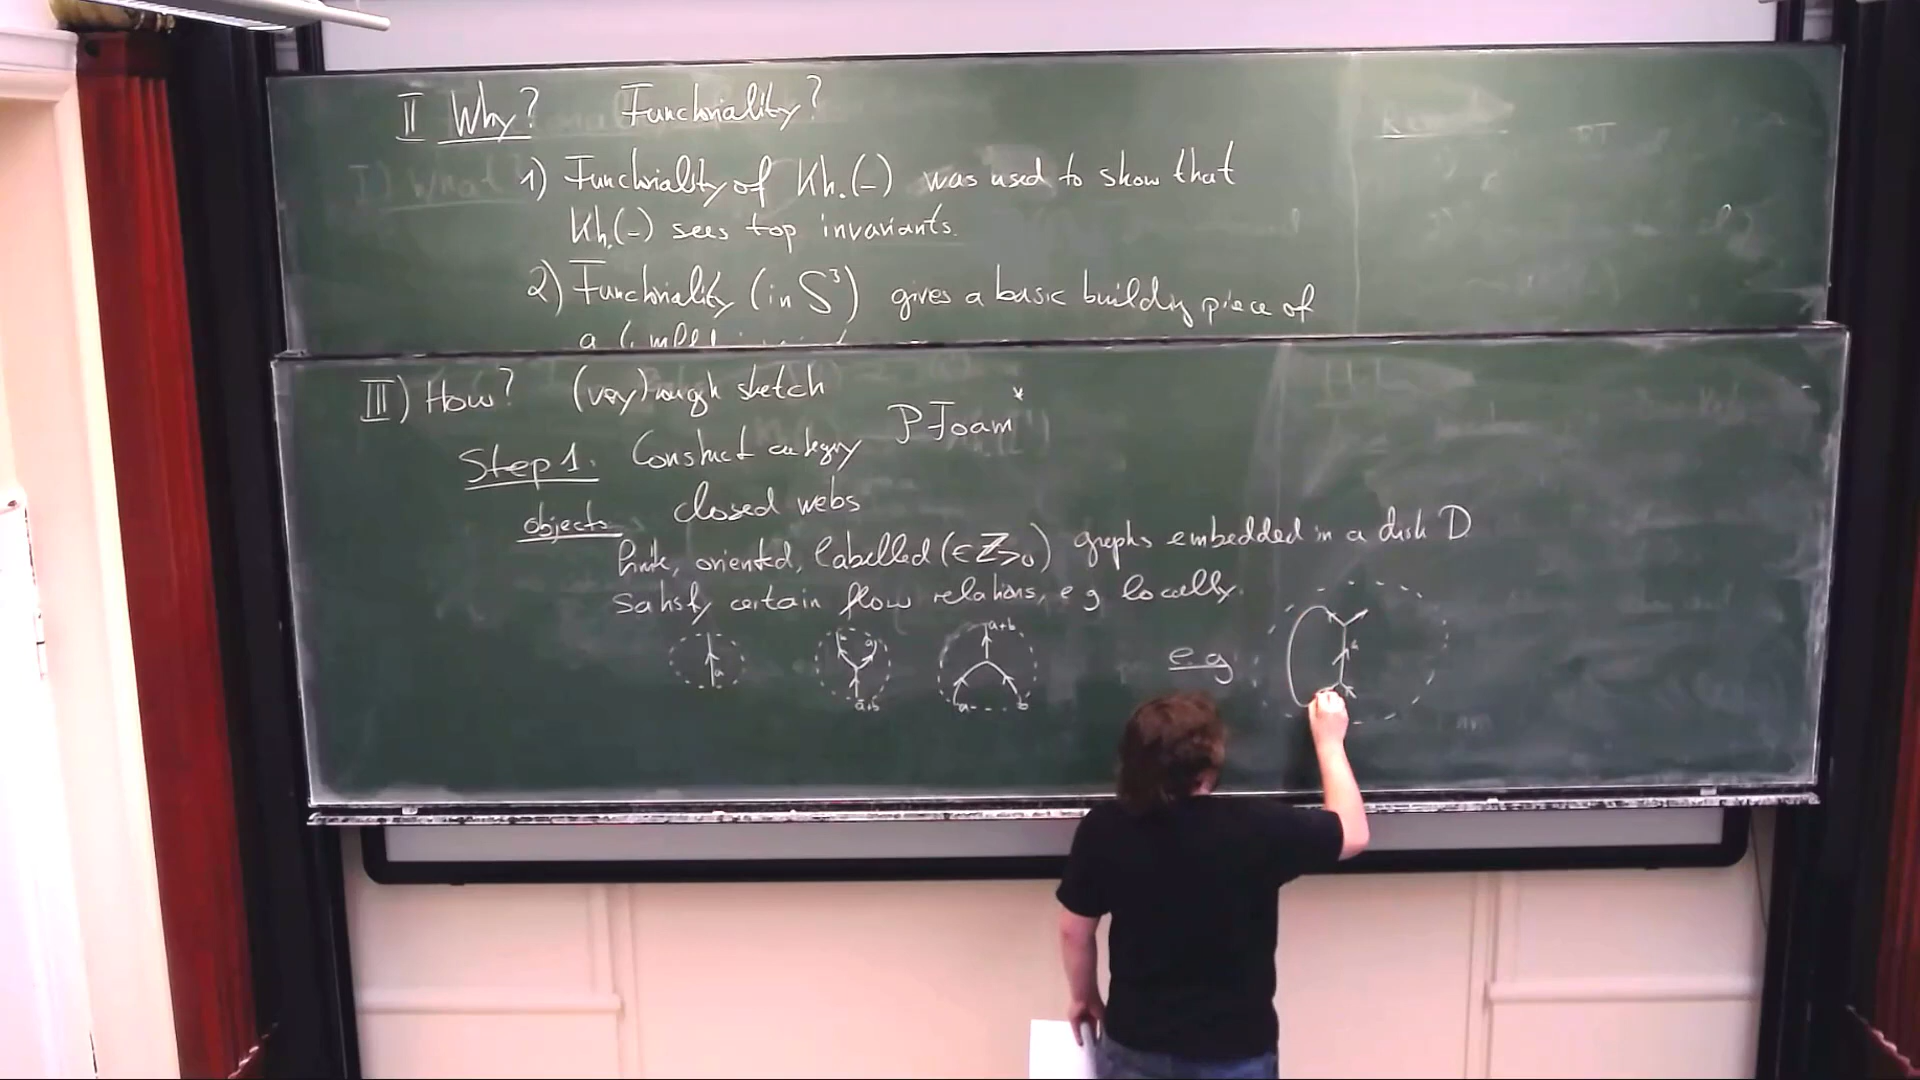 II Why? Functoriality?
1) Functoriality of Kh.(-) was used to show that
Kh.(-) sees top invariants.
2) Functoriality (in S³) gives a basic building piece of
a
III) How? (very) rough sketch
Step 1. Construct category PFoam*
objects closed webs
finite, oriented, labelled (∈ Z>0) graphs embedded in a disk D
Satisfy certain flow relations, eg locally.
a
b a a+b
a+b a b
e.g